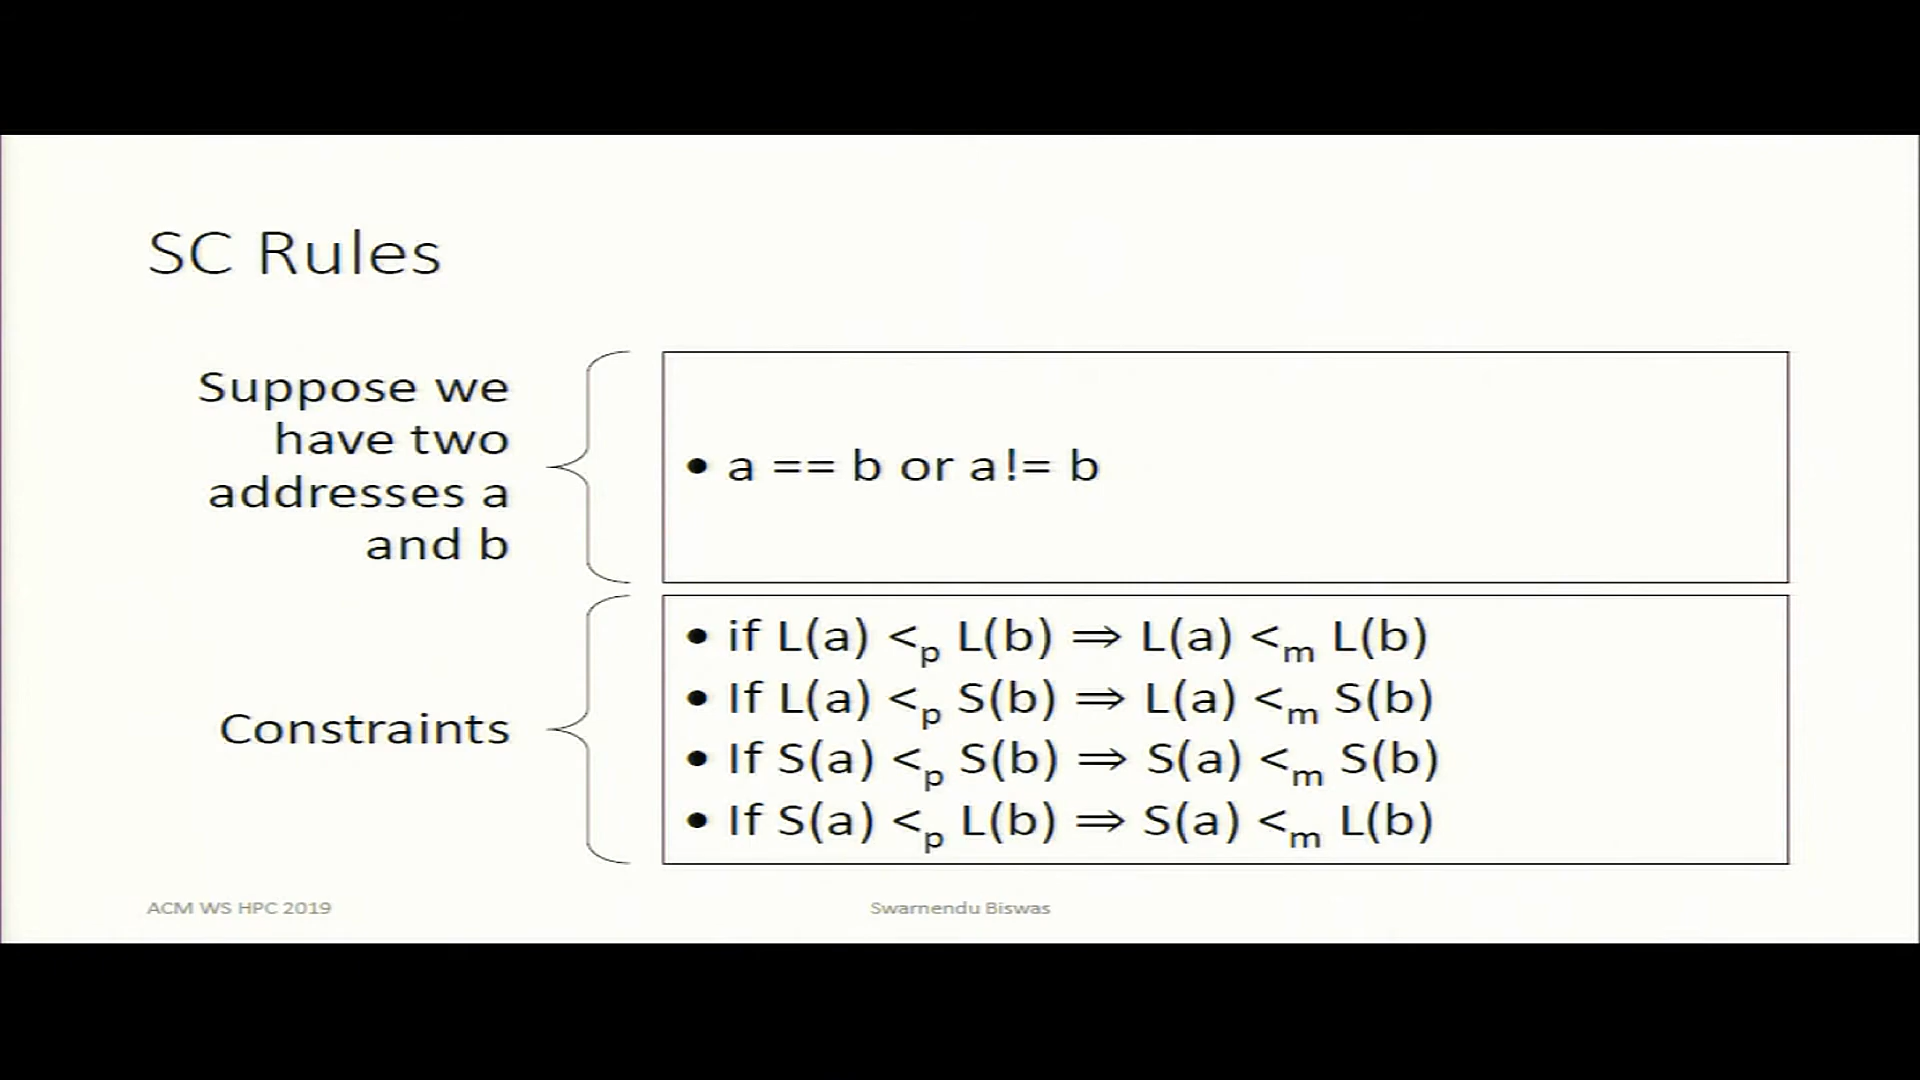 SC Rules
Suppose we
have two
addresses a
and b
• a == b or a!= b
Constraints
• if L(a) <p L(b) ⇒ L(a) <m L(b)
• If L(a) <p S(b) ⇒ L(a) <m S(b)
• If S(a) <p S(b) ⇒ S(a) <m S(b)
• If S(a) <p L(b) ⇒ S(a) <m L(b)
ACM WS HPC 2019
Swarnendu Biswas